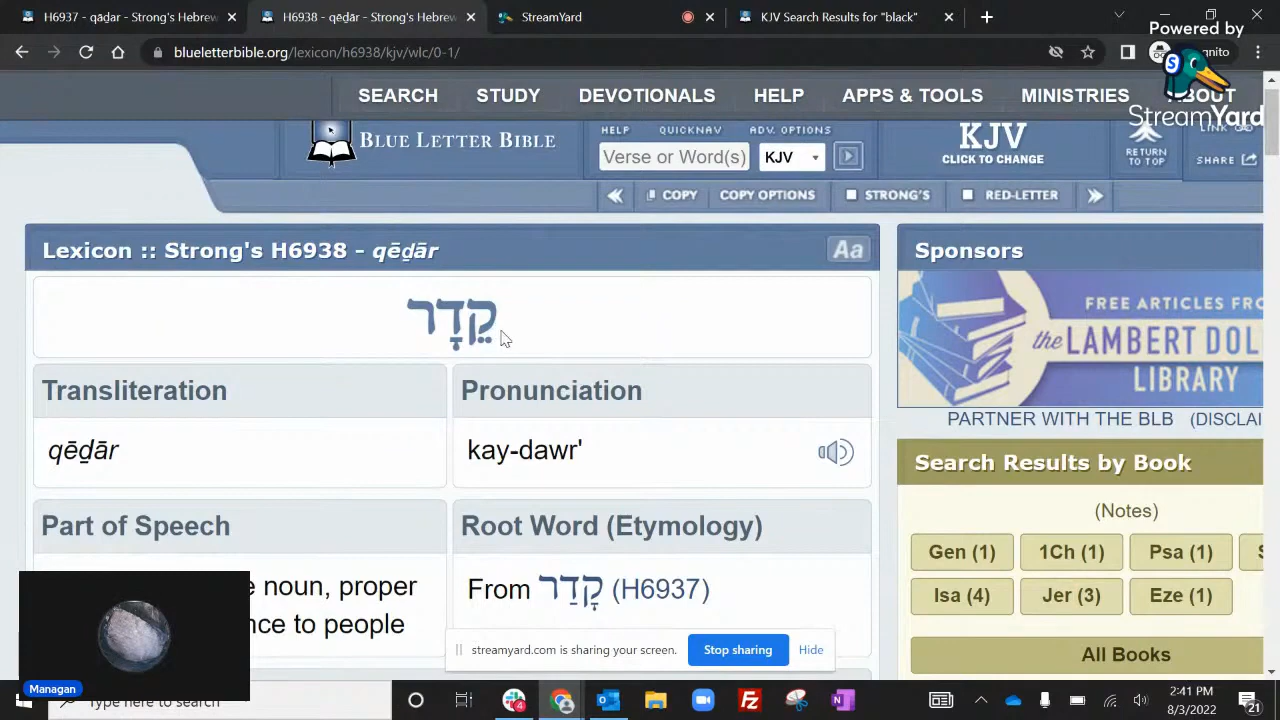 H6937 - qāḏar - Strong's Hebrew
H6938 - qēḏār - Strong's Hebrew
StreamYard
KJV Search Results for "black"
Powered by
blueletterbible.org/lexicon/h6938/kjv/wlc/0-1/
StreamYard
SEARCH STUDY DEVOTIONALS HELP APPS & TOOLS MINISTRIES ABOUT
BLUE LETTER BIBLE
HELP QUICKNAV ADV. OPTIONS
Verse or Word(s) KJV
KJV
CLICK TO CHANGE
RETURN
TO TOP
SHARE
COPY COPY OPTIONS STRONG'S RED-LETTER
Lexicon :: Strong's H6938 - qēḏār
Aa
Sponsors
קֵדָר
FREE ARTICLES FRO
the LAMBERT DOL
LIBRARY
PARTNER WITH THE BLB (DISCLAI
Transliteration
Pronunciation
qēḏār
kay-dawr'
Search Results by Book
(Notes)
Gen (1) 1Ch (1) Psa (1) S
Isa (4) Jer (3) Eze (1)
All Books
Part of Speech
Root Word (Etymology)
e noun, proper
nce to people
From קָדַר (H6937)
streamyard.com is sharing your screen. Stop sharing Hide
Managan
Type here to search
4
2:41 PM
8/3/2022
21